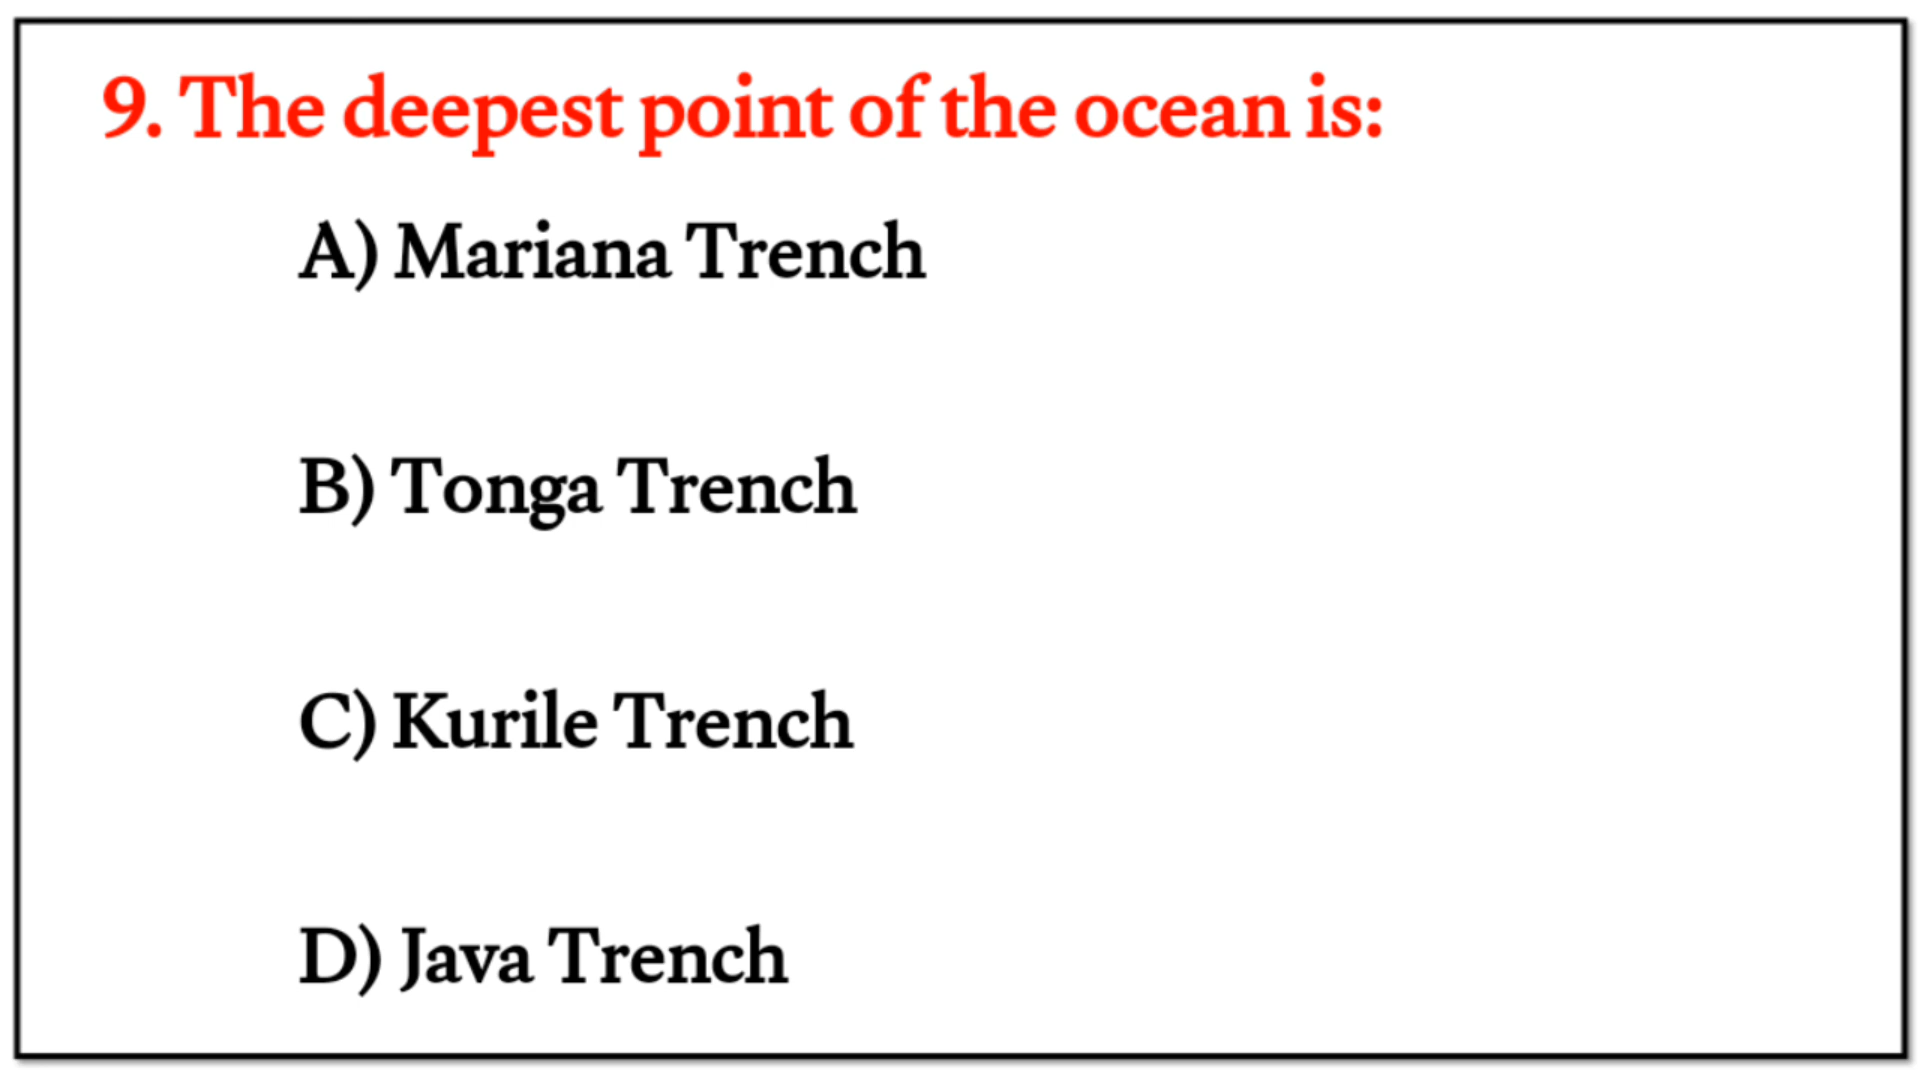 9. The deepest point of the ocean is:
A) Mariana Trench
B) Tonga Trench
C) Kurile Trench
D) Java Trench